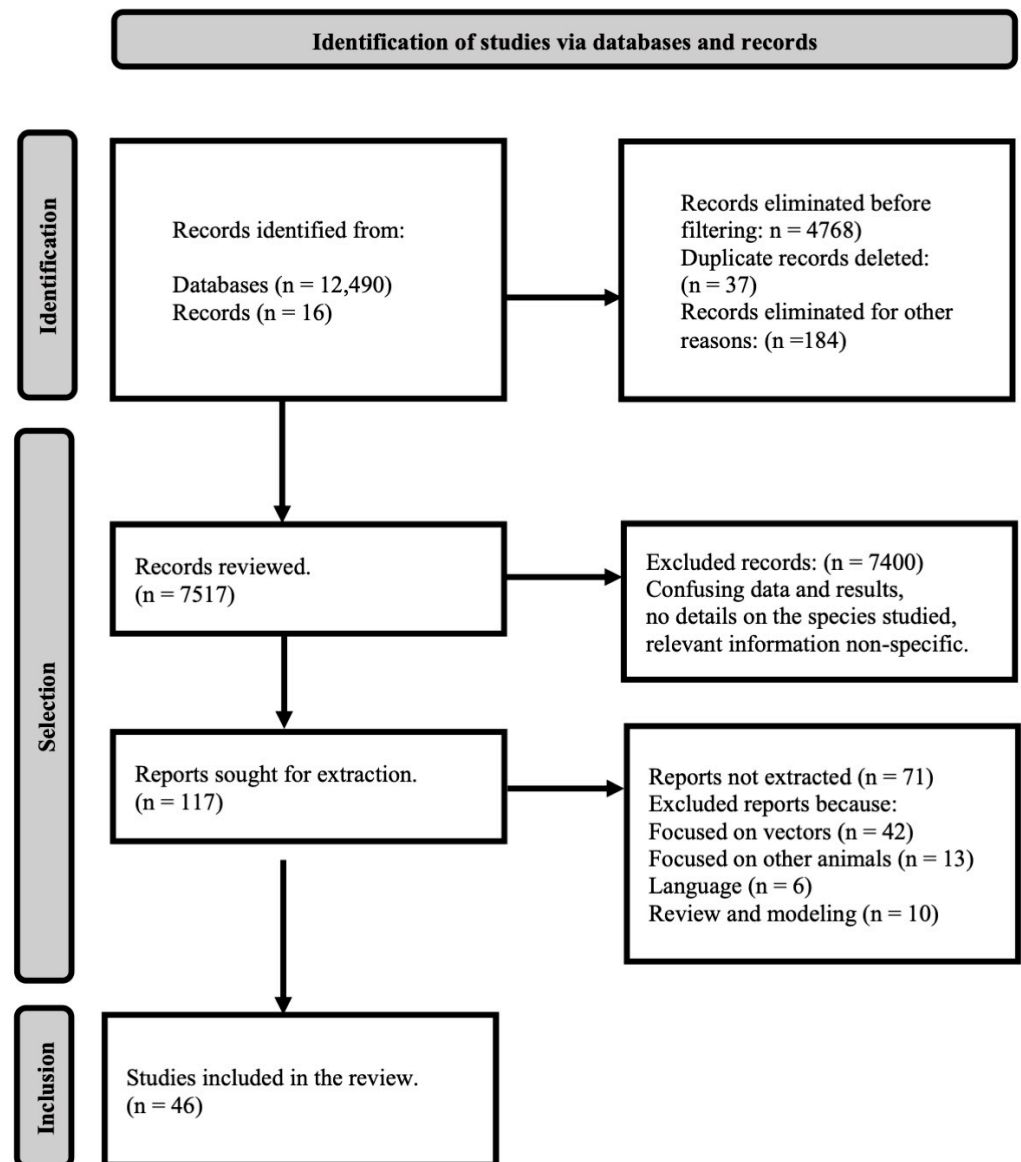 Identification of studies via databases and records
Identification
Records identified from:
Databases (n = 12,490)
Records (n = 16)
Records eliminated before
filtering: n = 4768)
Duplicate records deleted:
(n = 37)
Records eliminated for other
reasons: (n =184)
Selection
Records reviewed.
(n = 7517)
Excluded records: (n = 7400)
Confusing data and results,
no details on the species studied,
relevant information non-specific.
Reports sought for extraction.
(n = 117)
Reports not extracted (n = 71)
Excluded reports because:
Focused on vectors (n = 42)
Focused on other animals (n = 13)
Language (n = 6)
Review and modeling (n = 10)
Inclusion
Studies included in the review.
(n = 46)